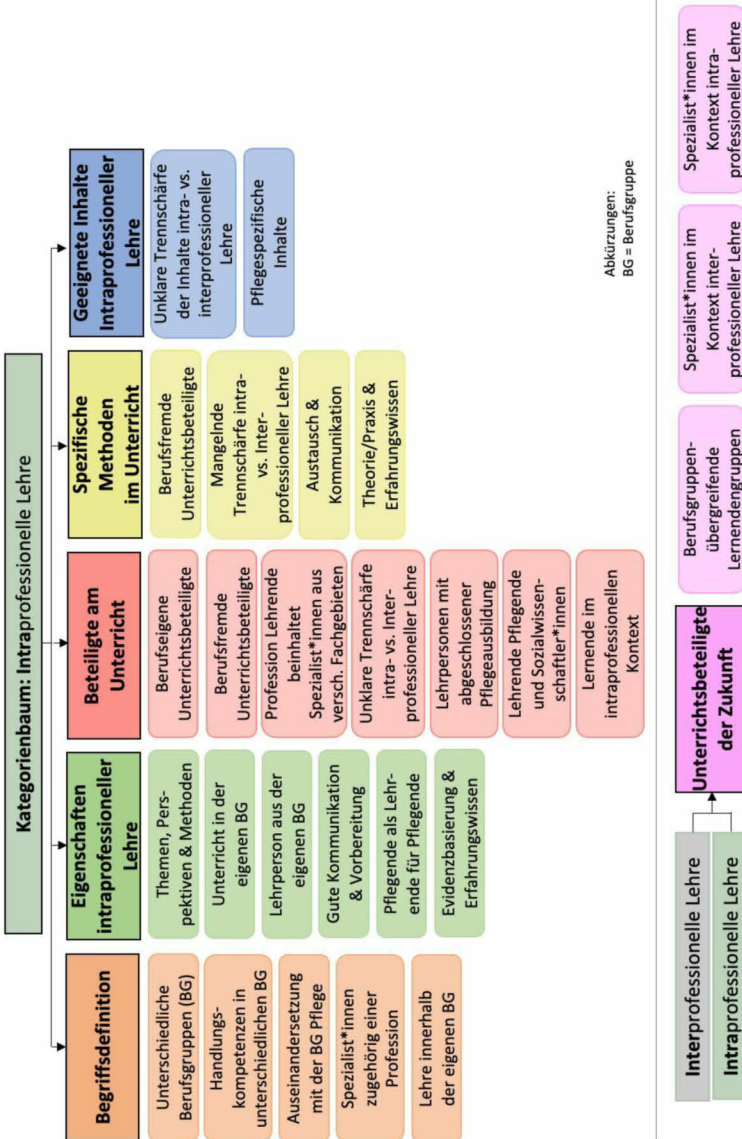 Kategorienbaum: Intraprofessionelle Lehre
Begriffsdefinition
Unterschiedliche
Berufsgruppen (BG)
Handlungs-
kompetenzen in
unterschiedlichen BG
Auseinandersetzung
mit der BG Pflege
Spezialist*innen
zugehörig einer
Profession
Lehre innerhalb
der eigenen BG
Eigenschaften
intraprofessioneller
Lehre
Themen, Pers-
pektiven & Methoden
Unterricht in der
eigenen BG
Lehrperson aus der
eigenen BG
Gute Kommunikation
& Vorbereitung
Pflegende als Lehr-
ende für Pflegende
Evidenzbasierung &
Erfahrungswissen
Beteiligte am
Unterricht
Berufseigene
Unterrichtsbeteiligte
Berufsfremde
Unterrichtsbeteiligte
Profession Lehrende
beinhaltet
Spezialist*innen aus
versch. Fachgebieten
Unklare Trennschärfe
intra- vs. Inter-
professioneller Lehre
Lehrpersonen mit
abgeschlossener
Pflegeausbildung
Lehrende Pflegende
und Sozialwissen-
schaftler*innen
Lernende im
intraprofessionellen
Kontext
Spezifische
Methoden
im Unterricht
Berufsfremde
Unterrichtsbeteiligte
Mangelnde
Trennschärfe intra-
vs. Inter-
professioneller Lehre
Austausch &
Kommunikation
Theorie/Praxis &
Erfahrungswissen
Geeignete Inhalte
Intraprofessioneller
Lehre
Unklare Trennschärfe
der Inhalte intra- vs.
interprofessioneller
Lehre
Pflegespezifische
Inhalte
Abkürzungen:
BG = Berufsgruppe
Interprofessionelle Lehre
Intraprofessionelle Lehre
Unterrichtsbeteiligte
der Zukunft
Berufsgruppen-
übergreifende
Lernendengruppen
Spezialist*innen im
Kontext inter-
professioneller Lehre
Spezialist*innen im
Kontext intra-
professioneller Lehre